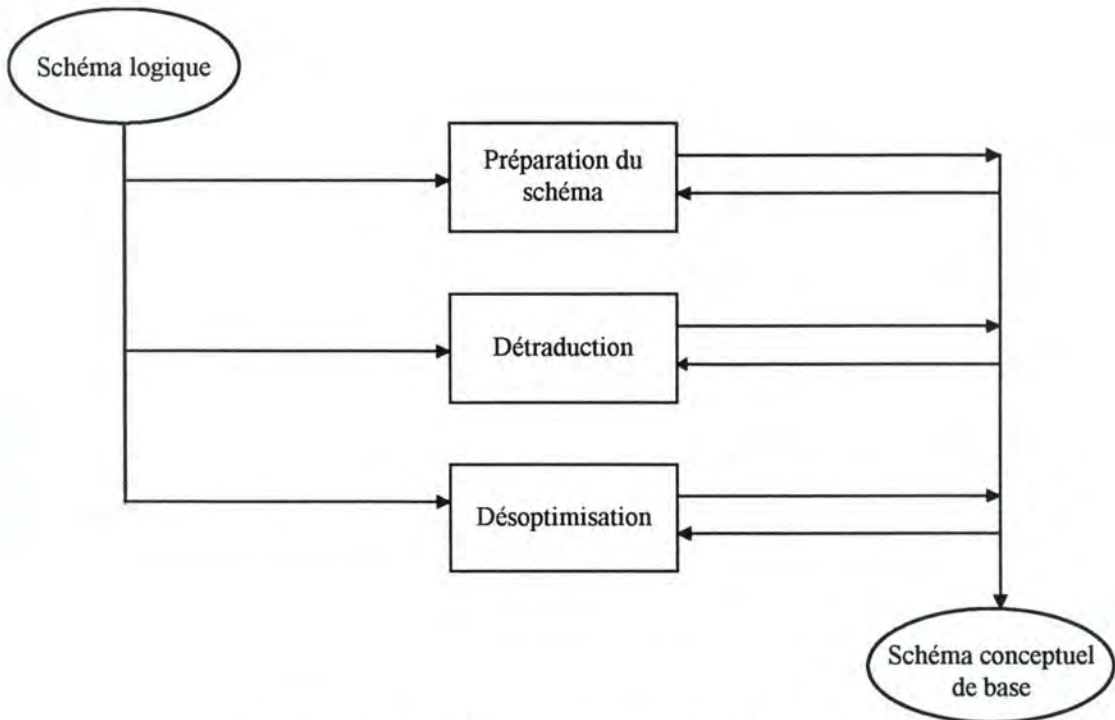 Schéma logique
Préparation du
schéma
Détraduction
Désoptimisation
Schéma conceptuel
de base